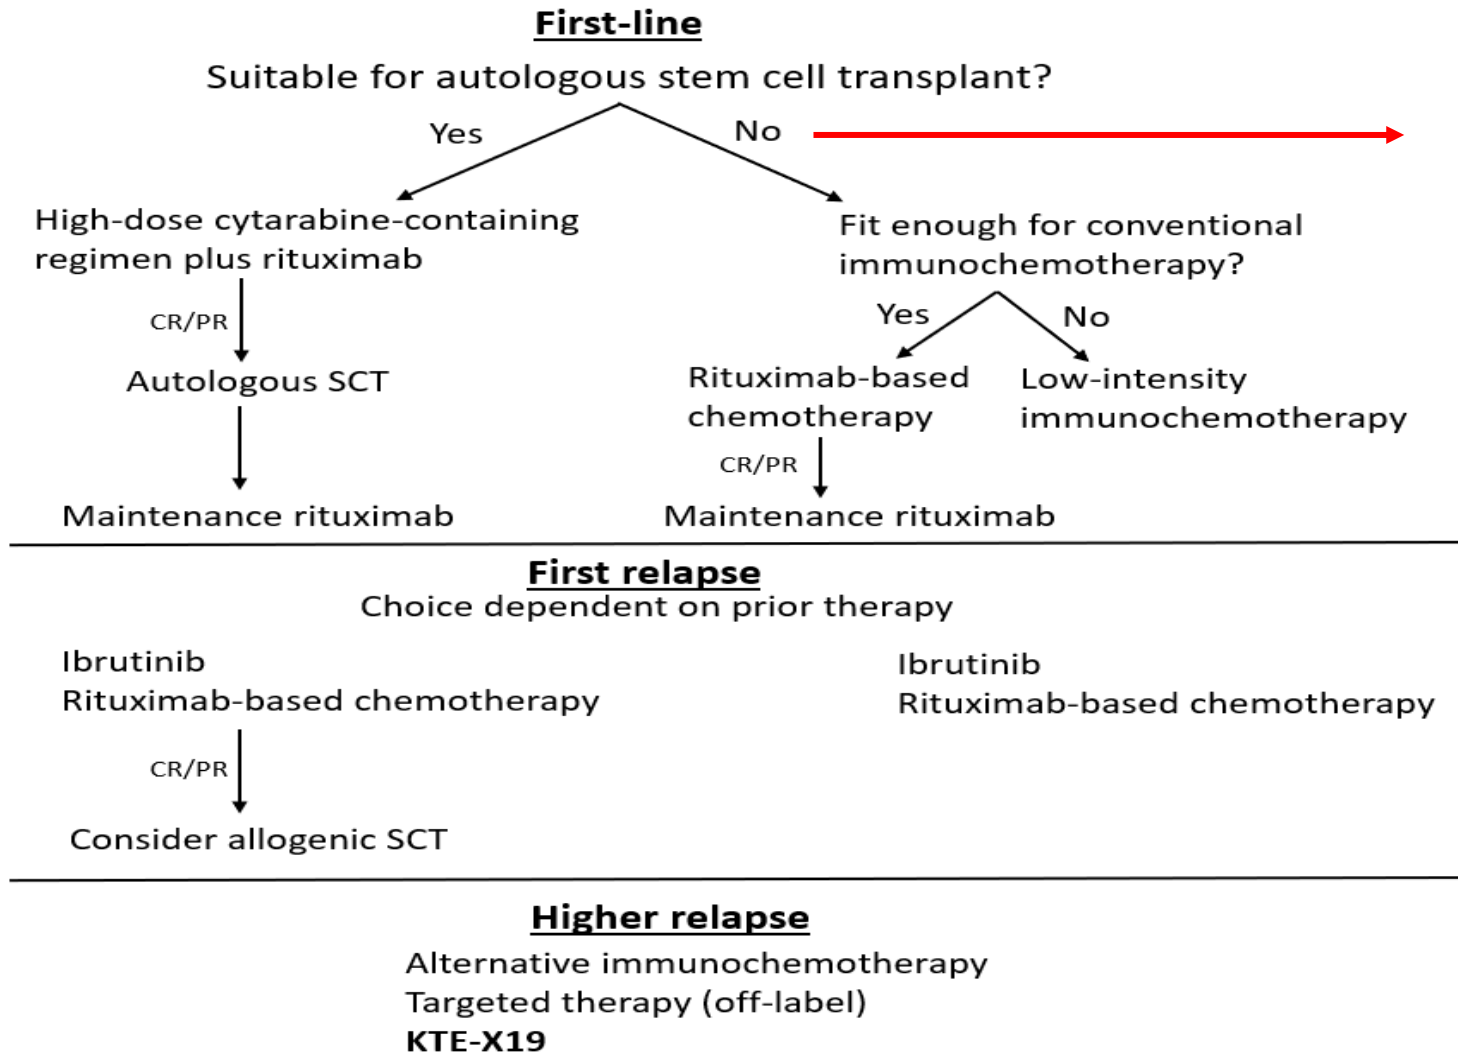 First-line
Suitable for autologous stem cell transplant?
Yes
No
High-dose cytarabine-containing
regimen plus rituximab
CR/PR
Autologous SCT
Maintenance rituximab
Fit enough for conventional
immunochemotherapy?
Yes
No
Rituximab-based
chemotherapy
CR/PR
Maintenance rituximab
Low-intensity
immunochemotherapy
First relapse
Choice dependent on prior therapy
Ibrutinib
Rituximab-based chemotherapy
CR/PR
Consider allogenic SCT
Ibrutinib
Rituximab-based chemotherapy
Higher relapse
Alternative immunochemotherapy
Targeted therapy (off-label)
KTE-X19